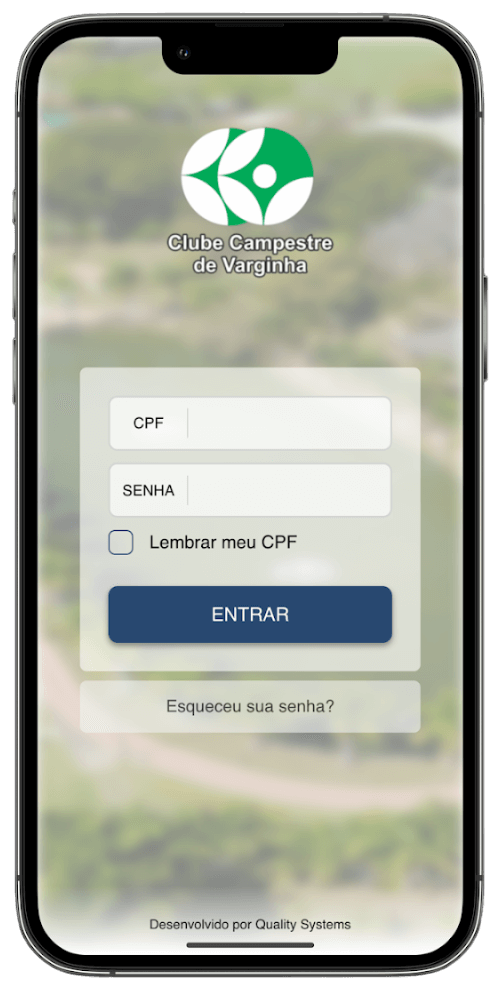 Clube Campestre
de Varginha
CPF
SENHA
Lembrar meu CPF
ENTRAR
Esqueceu sua senha?
Desenvolvido por Quality Systems